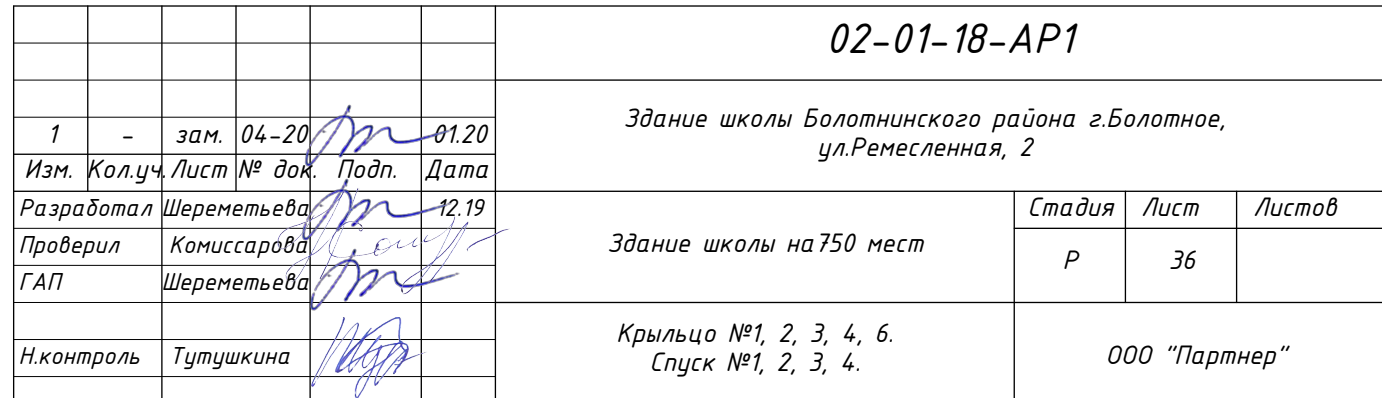 02-01-18-АР1
Здание школы Болотнинского района г.Болотное,
ул.Ремесленная, 2
1 - зам. 04-20 01.20
Изм. Кол.уч. Лист № док. Подп. Дата
Разработал Шереметьева 12.19
Проверил Комиссарова
ГАП Шереметьева
Здание школы на 750 мест
Стадия Лист Листов
Р 36
Н.контроль Тутушкина
Крыльцо №1, 2, 3, 4, 6.
Спуск №1, 2, 3, 4.
ООО "Партнер"